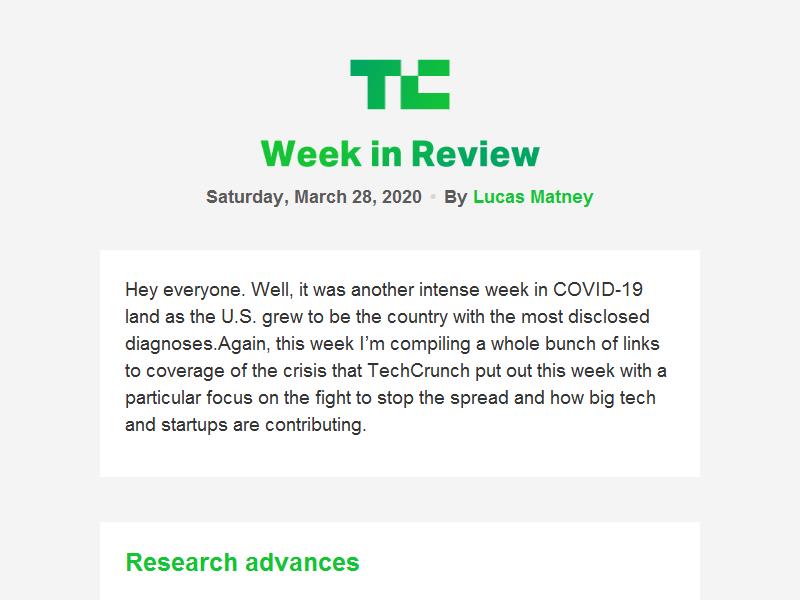 TC
Week in Review
Saturday, March 28, 2020 • By Lucas Matney
Hey everyone. Well, it was another intense week in COVID-19
land as the U.S. grew to be the country with the most disclosed
diagnoses.Again, this week I’m compiling a whole bunch of links
to coverage of the crisis that TechCrunch put out this week with a
particular focus on the fight to stop the spread and how big tech
and startups are contributing.
Research advances